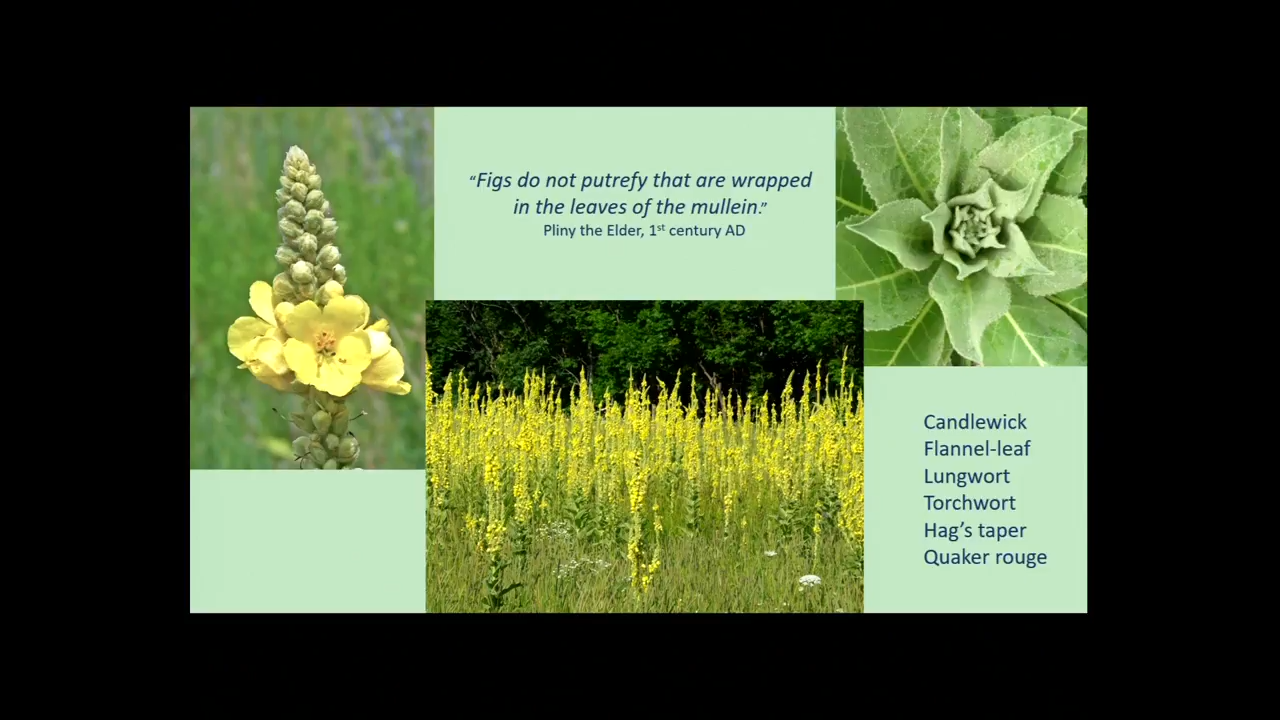 “Figs do not putrefy that are wrapped
in the leaves of the mullein.”
Pliny the Elder, 1st century AD
Candlewick
Flannel-leaf
Lungwort
Torchwort
Hag’s taper
Quaker rouge